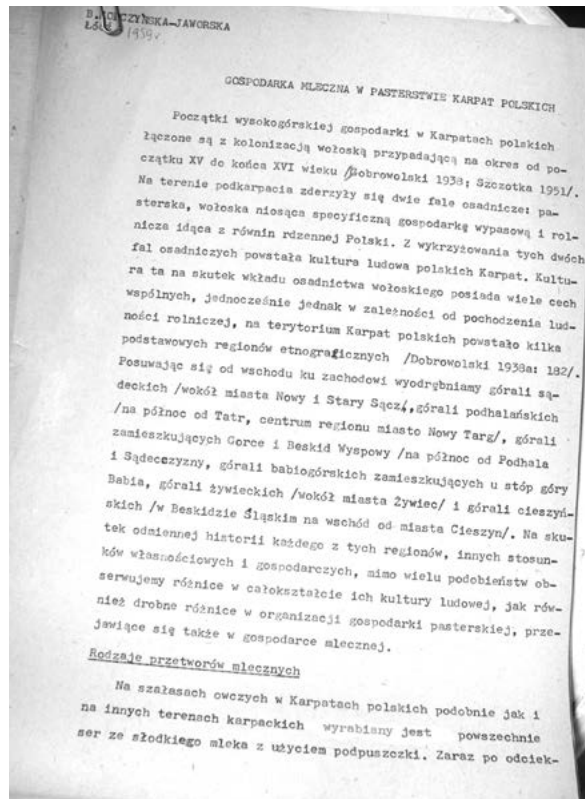 B. KOPCZYŃSKA-JAWORSKA
Łódź 1959 r
GOSPODARKA MLECZNA W PASTERSTWIE KARPAT POLSKICH
Początki wysokogórskiej gospodarki w Karpatach polskich
łączone są z kolonizacją wołoską przypadającą na okres od po-
czątku XV do końca XVI wieku /Dobrowolski 1938; Szczotka 1951/.
Na terenie podkarpacia zderzyły się dwie fale osadnicze: pa-
sterska, wołoska niosąca specyficzną gospodarkę wypasową i rol-
nicza idąca z równin rdzennej Polski. Z wykrzyżowania tych dwóch
fal osadniczych powstała kultura ludowa polskich Karpat. Kultu-
ra ta na skutek wkładu osadnictwa wołoskiego posiada wiele cech
wspólnych, jednocześnie jednak w zależności od pochodzenia lud-
ności rolniczej, na terytorium Karpat polskich powstało kilka
podstawowych regionów etnograficznych /Dobrowolski 1938a: 182/.
Posuwając się od wschodu ku zachodowi wyodrębniamy górali są-
deckich /wokół miasta Nowy i Stary Sącz/,górali podhalańskich
/na północ od Tatr, centrum regionu miasto Nowy Targ/, górali
zamieszkujących Gorce i Beskid Wyspowy /na północ od Podhala
i Sądecczyzny, górali babiogórskich zamieszkujących u stóp góry
Babia, górali żywieckich /wokół miasta Żywiec/ i górali cieszyń-
skich /w Beskidzie Śląskim na wschód od miasta Cieszyn/. Na sku-
tek odmiennej historii każdego z tych regionów, innych stosun-
ków własnościowych i gospodarczych, mimo wielu podobieństw ob-
serwujemy różnice w całokształcie ich kultury ludowej, jak rów-
nież drobne różnice w organizacji gospodarki pasterskiej, prze-
jawiące się także w gospodarce mlecznej.
Rodzaje przetworów mlecznych
Na szałasach owczych w Karpatach polskich podobnie jak i
na innych terenach karpackich wyrabiany jest powszechnie
ser ze słodkiego mleka z użyciem podpuszczki. Zaraz po odciek-